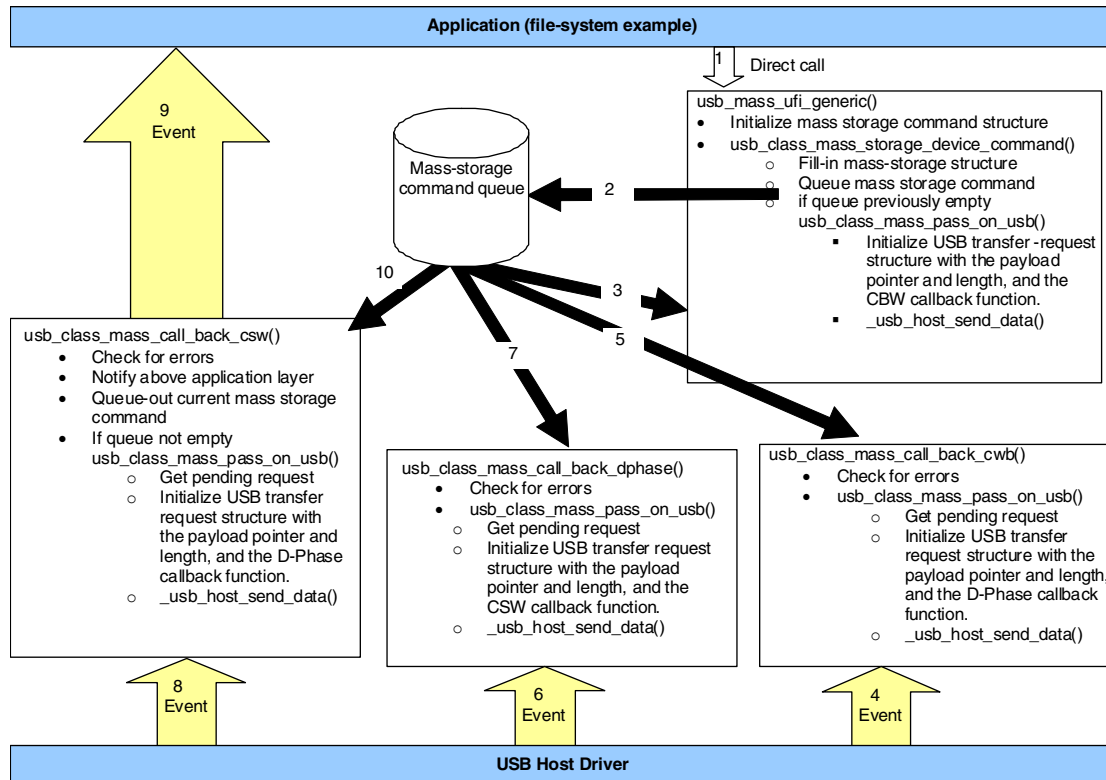 Application (file-system example)
1
Direct call
9
Event
usb_mass_ufi_generic()
• Initialize mass storage command structure
• usb_class_mass_storage_device_command()
o Fill-in mass-storage structure
o Queue mass storage command
o if queue previously empty
usb_class_mass_pass_on_usb()
▪ Initialize USB transfer -request
structure with the payload
pointer and length, and the
CBW callback function.
▪ _usb_host_send_data()
Mass-storage
command queue
2
10
3
5
7
usb_class_mass_call_back_csw()
• Check for errors
• Notify above application layer
• Queue-out current mass storage
command
• If queue not empty
usb_class_mass_pass_on_usb()
o Get pending request
o Initialize USB transfer
request structure with
the payload pointer and
length, and the D-Phase
callback function.
o _usb_host_send_data()
usb_class_mass_call_back_dphase()
• Check for errors
• usb_class_mass_pass_on_usb()
o Get pending request
o Initialize USB transfer request
structure with the payload
pointer and length, and the
CSW callback function.
o _usb_host_send_data()
usb_class_mass_call_back_cwb()
• Check for errors
• usb_class_mass_pass_on_usb()
o Get pending request
o Initialize USB transfer
request structure with the
payload pointer and length,
and the D-Phase callback
function.
o _usb_host_send_data()
8
Event
6
Event
4
Event
USB Host Driver